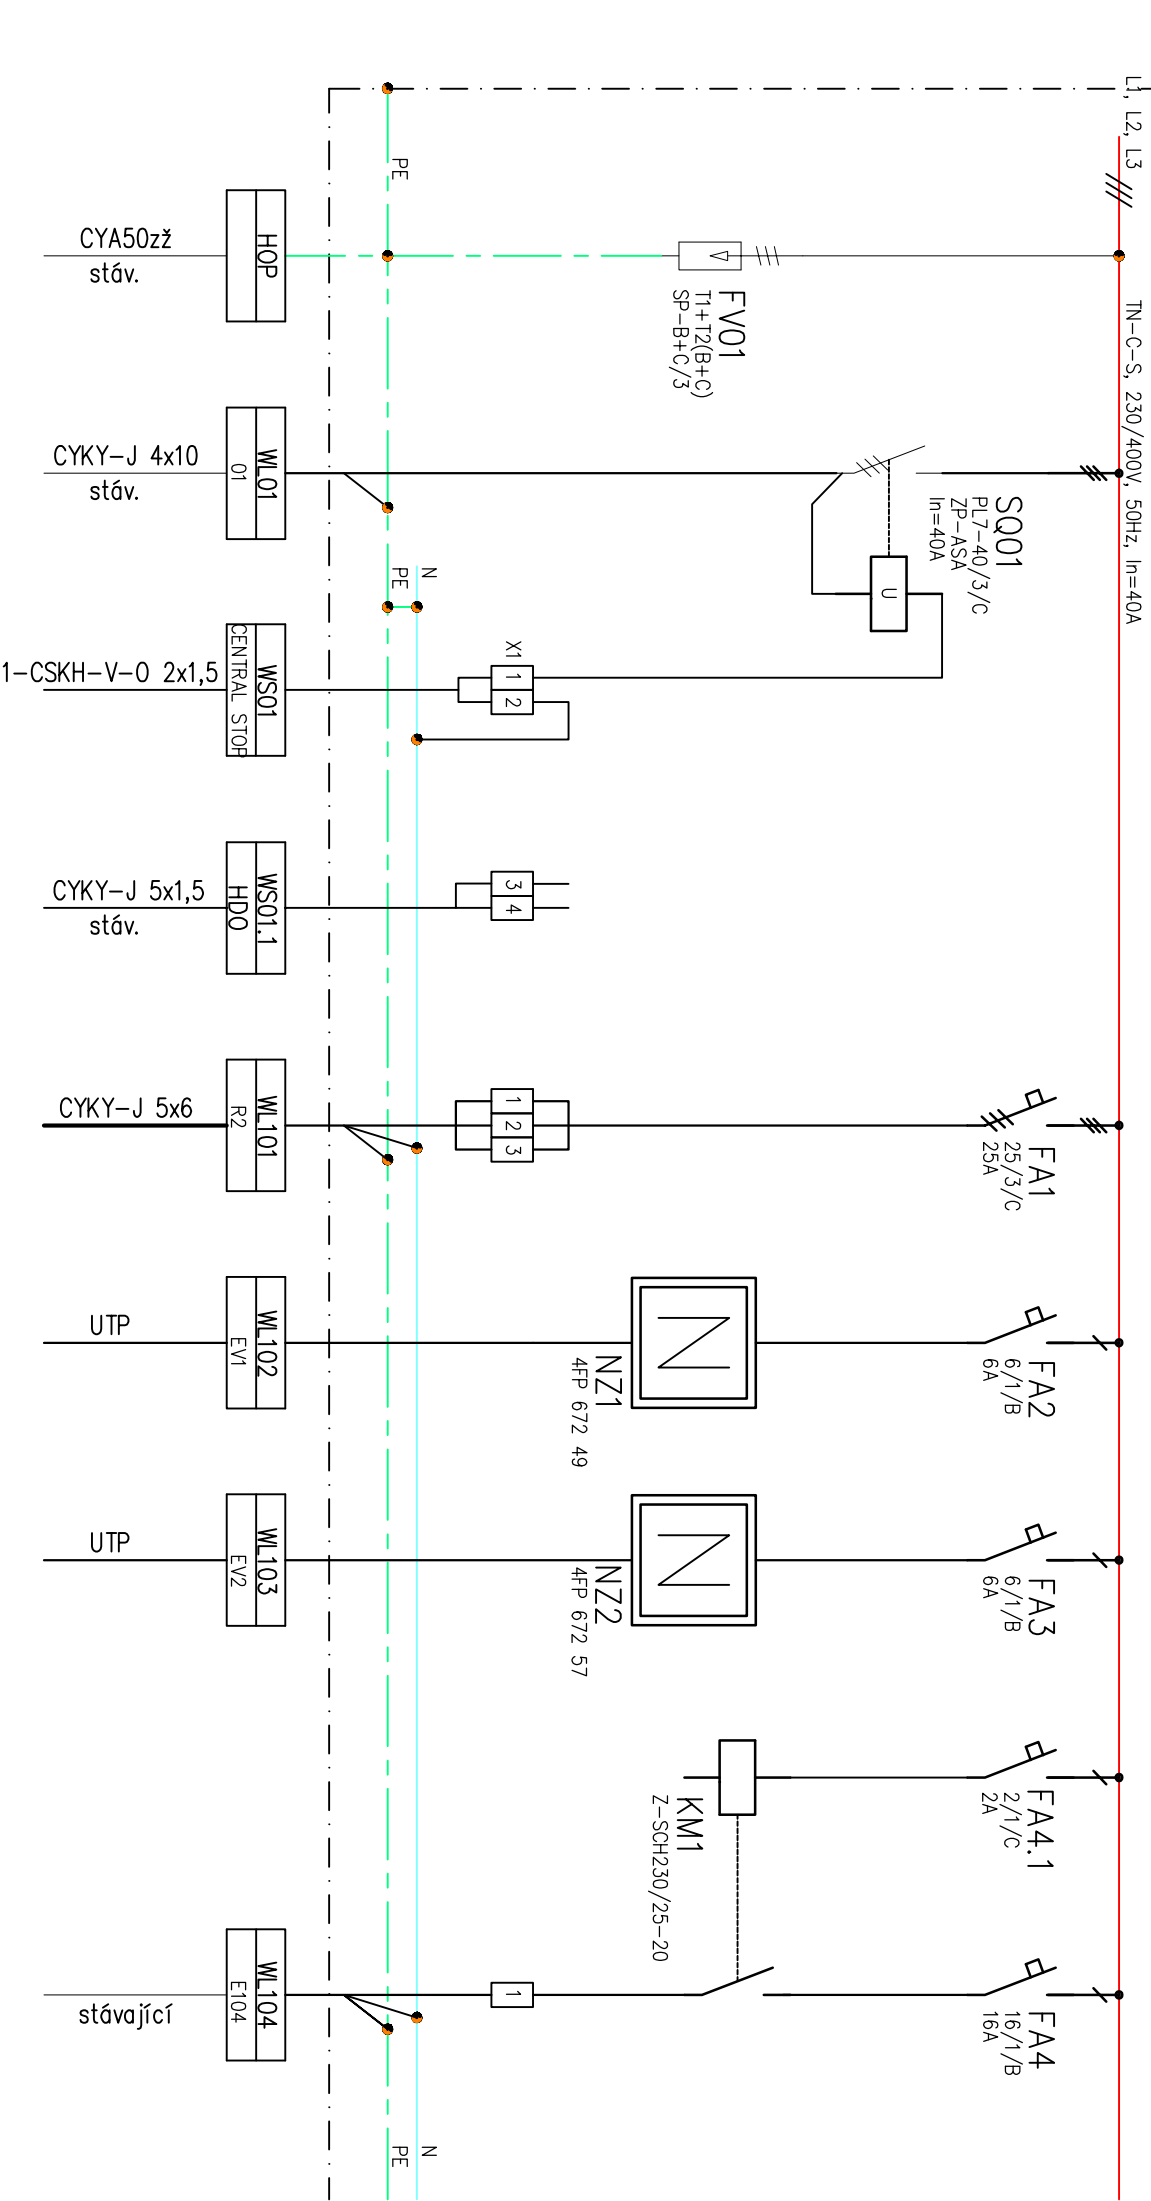 L1, L2, L3
TN-C-S, 230/400V, 50Hz, In=40A
PE
FV01
T1+T2(B+C)
SP-B+C/3
HOP
CYA50zž
stáv.
SQ01
PL7-40/3/C
ZP-ASA
In=40A
U
WL01
01
CYKY-J 4x10
stáv.
N
PE
X1
1
2
WS01
CENTRAL STOP
1-CSKH-V-O 2x1,5
3
4
WS01.1
HDO
CYKY-J 5x1,5
stáv.
FA1
25/3/C
25A
1
2
3
WL101
R2
CYKY-J 5x6
FA2
6/1/B
6A
NZ1
4FP 672 49
WL102
EV1
UTP
FA3
6/1/B
6A
NZ2
4FP 672 57
WL103
EV2
UTP
FA4.1
2/1/C
2A
KM1
Z-SCH230/25-20
FA4
16/1/B
16A
1
WL104
E104
stávající
N
PE